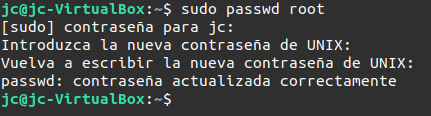 jc@jc-VirtualBox:~$ sudo passwd root
[sudo] contraseña para jc:
Introduzca la nueva contraseña de UNIX:
Vuelva a escribir la nueva contraseña de UNIX:
passwd: contraseña actualizada correctamente
jc@jc-VirtualBox:~$